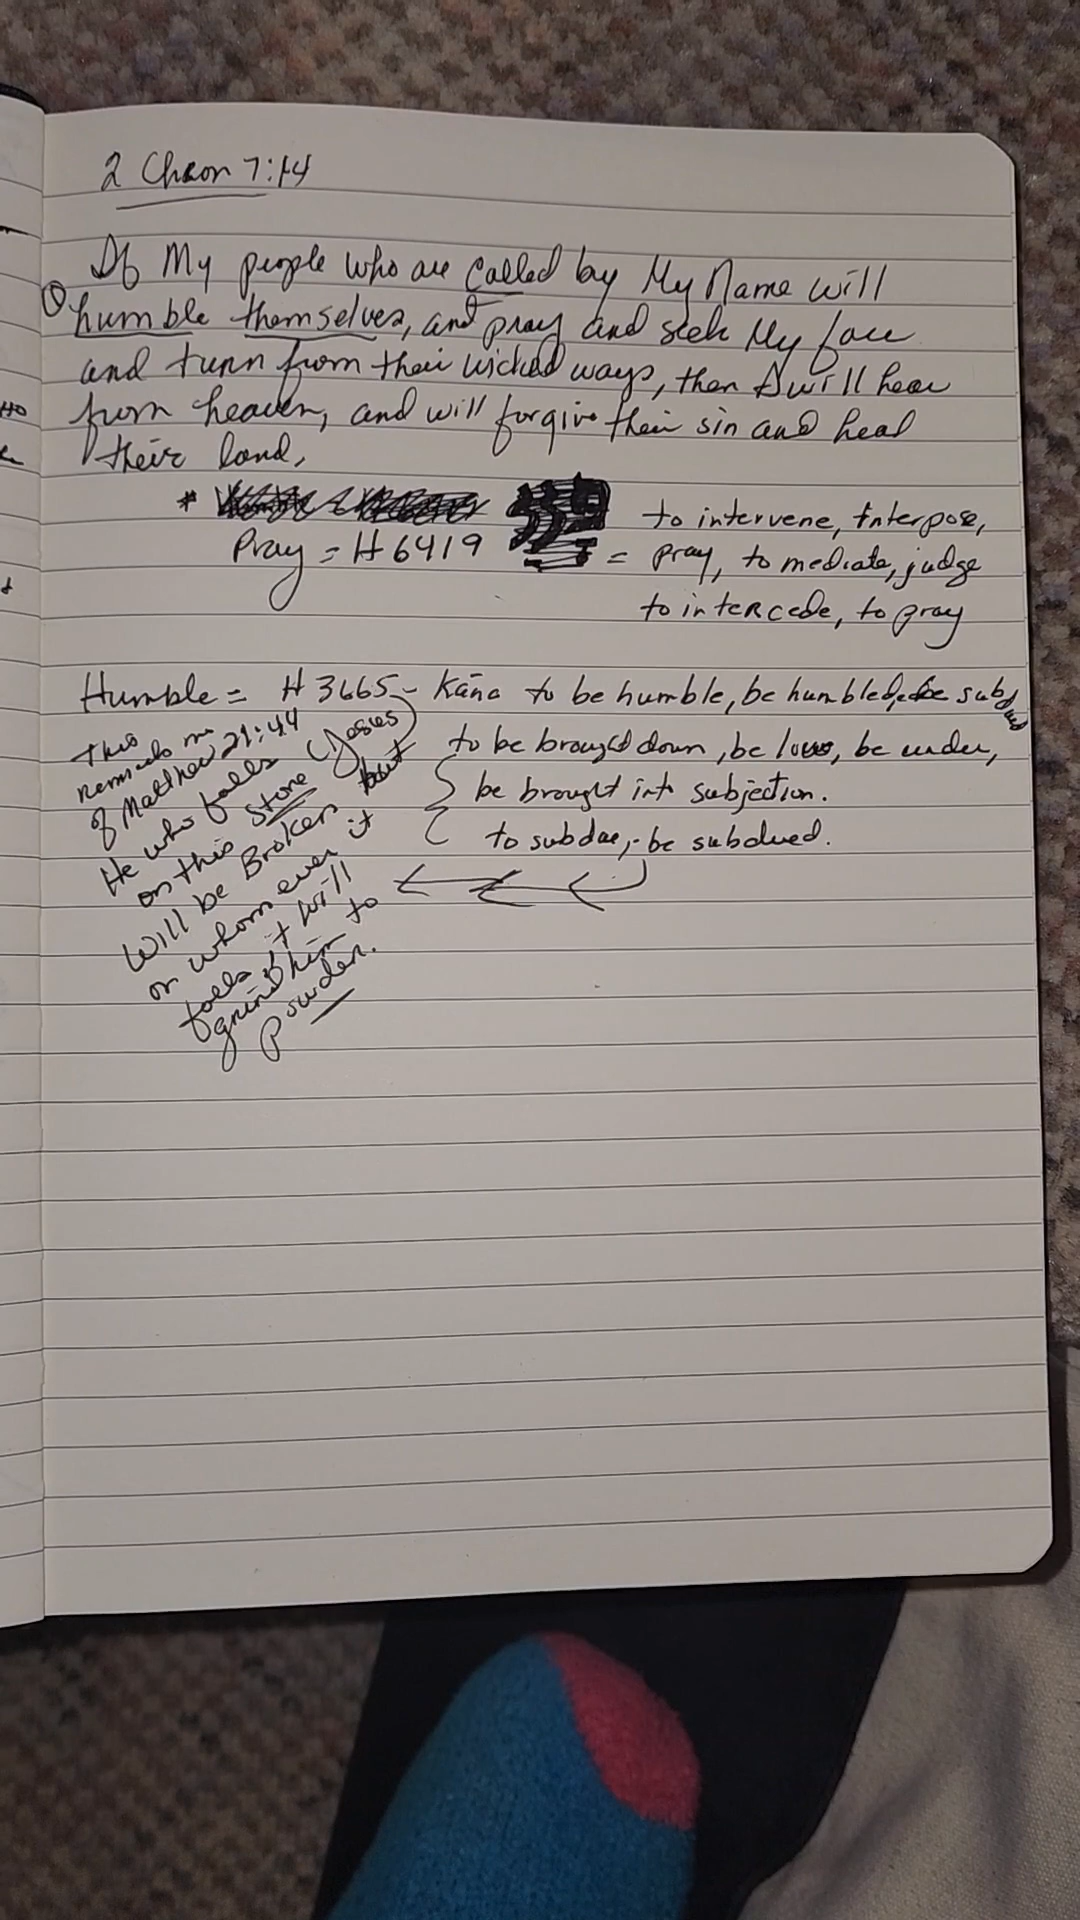 2 Chron 7:14
If My people who are called by My Name will
humble themselves, and pray and seek My face
and turn from their wicked ways, then I will hear
from heaven, and will forgive their sin and heal
their land,
*
to intervene, Interpose,
Pray = H 6419 = pray, to mediate, judge
to intercede, to pray
Humble = H 3665 - Kāna to be humble, be humbled, be subdued
to be brought down, be low, be under,
be brought into subjection.
to subdue, - be subdued.
This
reminds me
of Matthew 21:44
He who falls
on this Stone (Jesus)
will be Broken but
on whom ever it
falls it will
grind him to
powder.